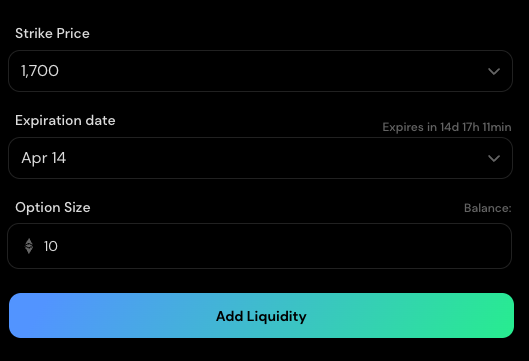 Strike Price
1,700
Expiration date
Expires in 14d 17h 11min
Apr 14
Option Size
Balance:
10
Add Liquidity